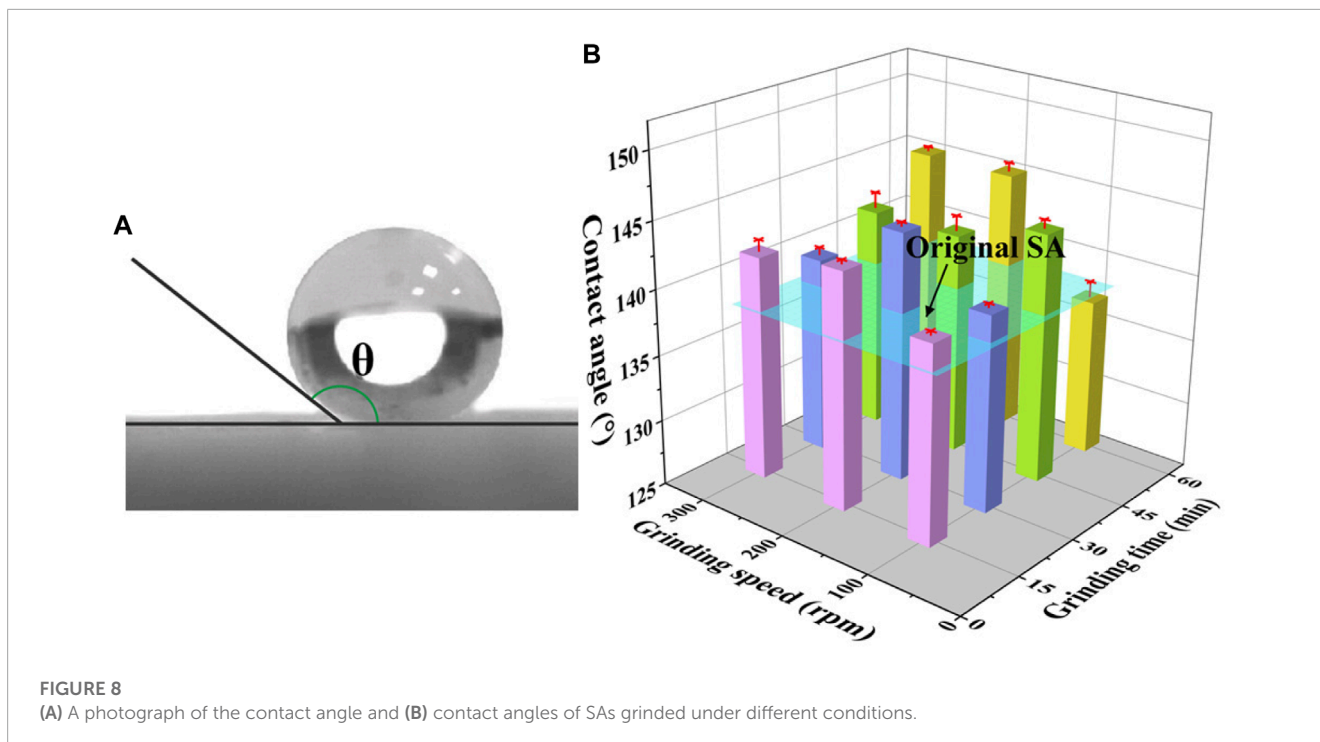 A
θ
B
Original SA
Contact angle (°)
150
145
140
135
130
125
Grinding speed (rpm)
300
200
100
0
Grinding time (min)
0
15
30
45
60
FIGURE 8
(A) A photograph of the contact angle and (B) contact angles of SAs grinded under different conditions.